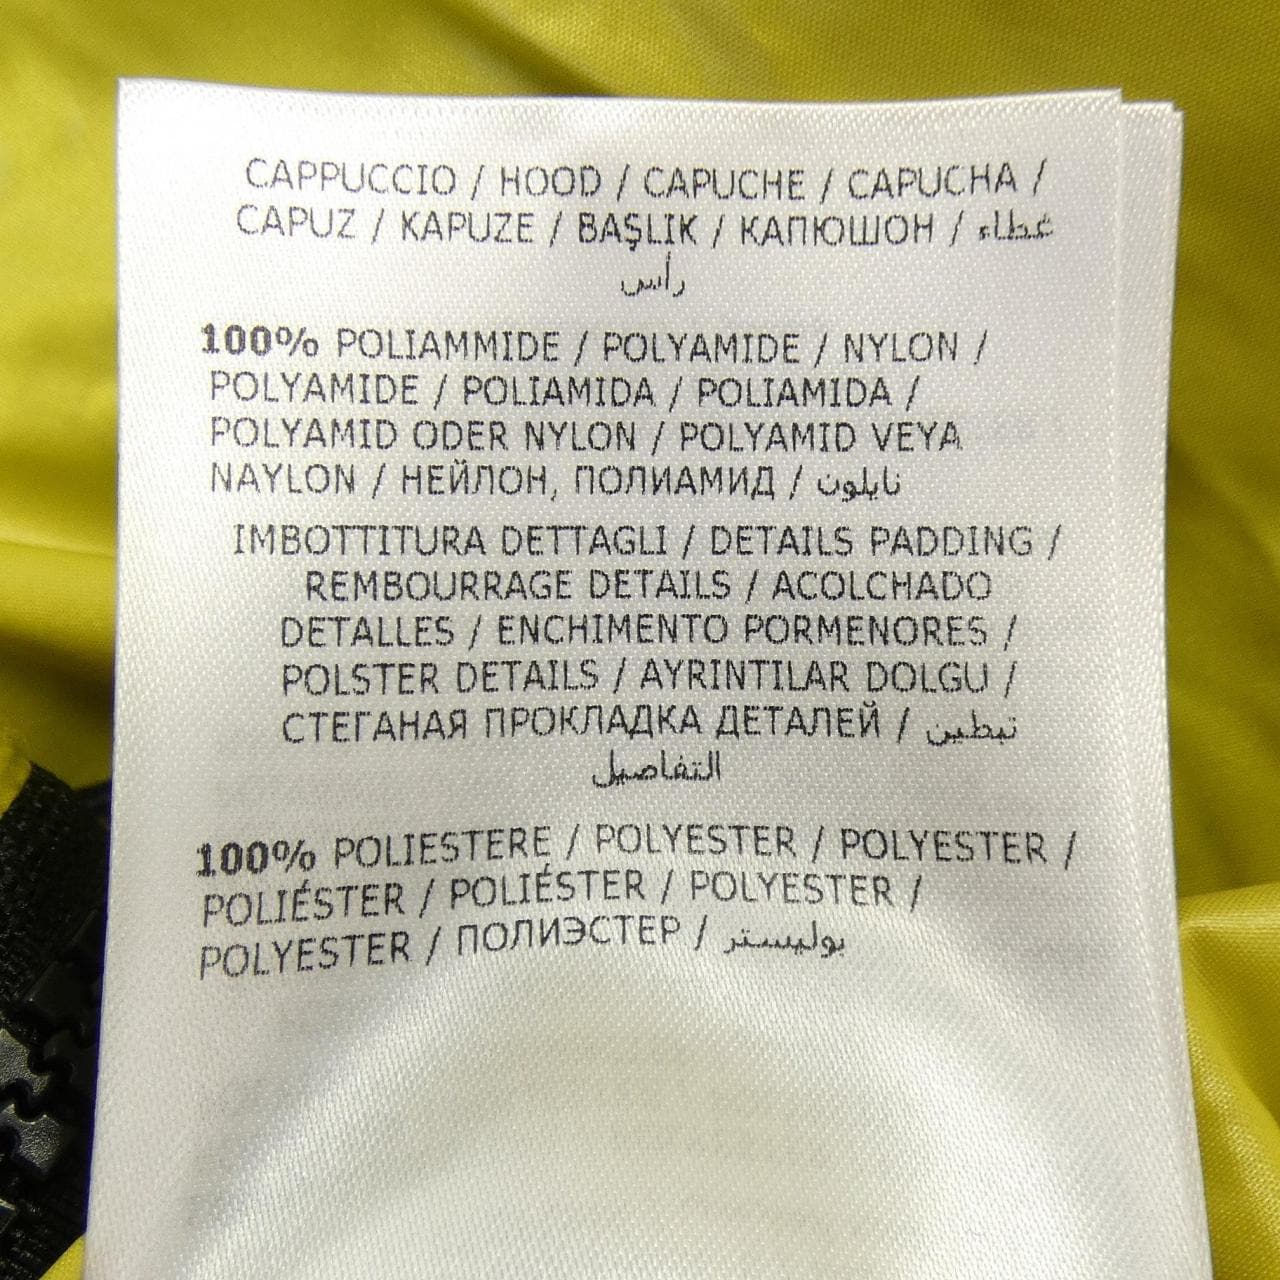 CAPPUCCIO / HOOD / CAPUCHE / CAPUCHA /
CAPUZ / KAPUZE / BAŞLIK / КАПЮШОН / غطاء
رأس
100% POLIAMMIDE / POLYAMIDE / NYLON /
POLYAMIDE / POLIAMIDA / POLIAMIDA /
POLYAMID ODER NYLON / POLYAMID VEYA
NAYLON / НЕЙЛОН, ПОЛИАМИД / نايلون
IMBOTTITURA DETTAGLI / DETAILS PADDING /
REMBOURRAGE DETAILS / ACOLCHADO
DETALLES / ENCHIMENTO PORMENORES /
POLSTER DETAILS / AYRINTILAR DOLGU /
СТЕГАНАЯ ПРОКЛАДКА ДЕТАЛЕЙ / تبطين
التفاصيل
100% POLIESTERE / POLYESTER / POLYESTER /
POLIÉSTER / POLIÉSTER / POLYESTER /
POLYESTER / ПОЛИЭСТЕР / بوليستر